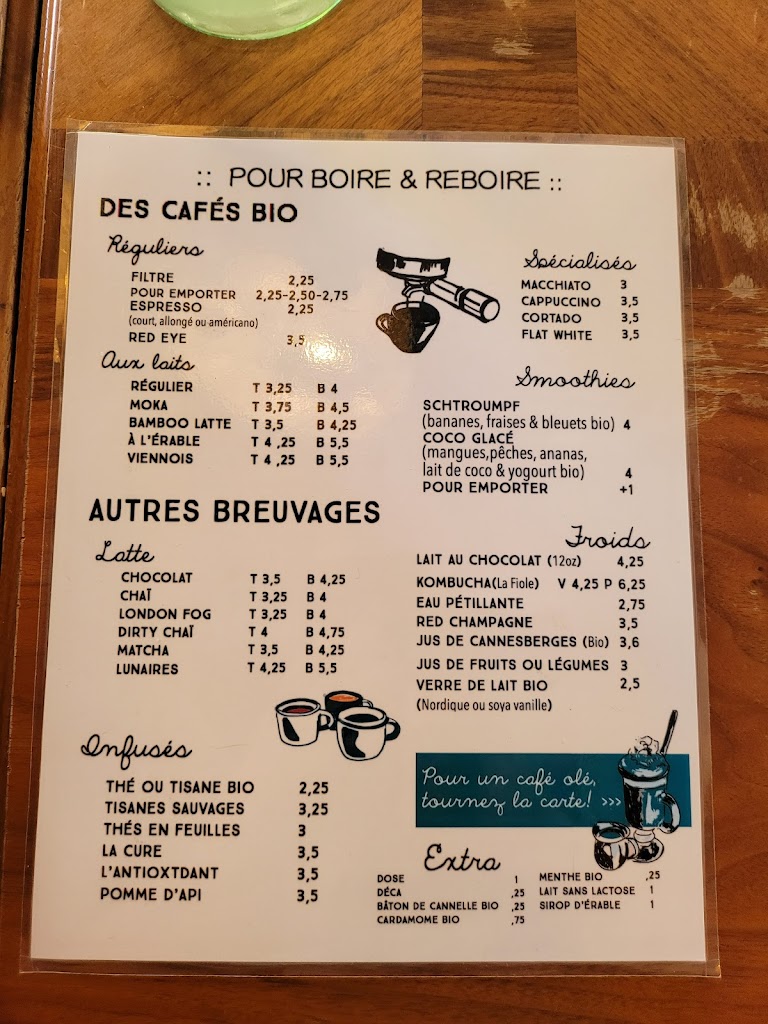 :: POUR BOIRE & REBOIRE ::
DES CAFÉS BIO
Réguliers
FILTRE 2,25
POUR EMPORTER 2,25-2,50-2,75
ESPRESSO 2,25
(court, allongé ou américano)
RED EYE 3,5
Aux laits
RÉGULIER T 3,25 B 4
MOKA T 3,75 B 4,5
BAMBOO LATTE T 3,5 B 4,25
À L'ÉRABLE T 4 ,25 B 5,5
VIENNOIS T 4 ,25 B 5,5
Spécialisés
MACCHIATO 3
CAPPUCCINO 3,5
CORTADO 3,5
FLAT WHITE 3,5
Smoothies
SCHTROUMPF
(bananes, fraises & bleuets bio) 4
COCO GLACÉ
(mangues,pêches, ananas,
lait de coco & yogourt bio) 4
POUR EMPORTER +1
AUTRES BREUVAGES
Latte
CHOCOLAT T 3,5 B 4,25
CHAÏ T 3,25 B 4
LONDON FOG T 3,25 B 4
DIRTY CHAÏ T 4 B 4,75
MATCHA T 3,5 B 4,25
LUNAIRES T 4,25 B 5,5
Froids
LAIT AU CHOCOLAT (12oz) 4,25
KOMBUCHA(La Fiole) V 4,25 P 6,25
EAU PÉTILLANTE 2,75
RED CHAMPAGNE 3,5
JUS DE CANNESBERGES (Bio) 3,6
JUS DE FRUITS OU LÉGUMES 3
VERRE DE LAIT BIO 2,5
(Nordique ou soya vanille)
Infusés
THÉ OU TISANE BIO 2,25
TISANES SAUVAGES 3,25
THÉS EN FEUILLES 3
LA CURE 3,5
L'ANTIOXTDANT 3,5
POMME D'API 3,5
Pour un café olé,
tournez la carte! >>>
Extra
DOSE 1
DÉCA ,25
BÂTON DE CANNELLE BIO ,25
CARDAMOME BIO ,75
MENTHE BIO ,25
LAIT SANS LACTOSE 1
SIROP D'ÉRABLE 1